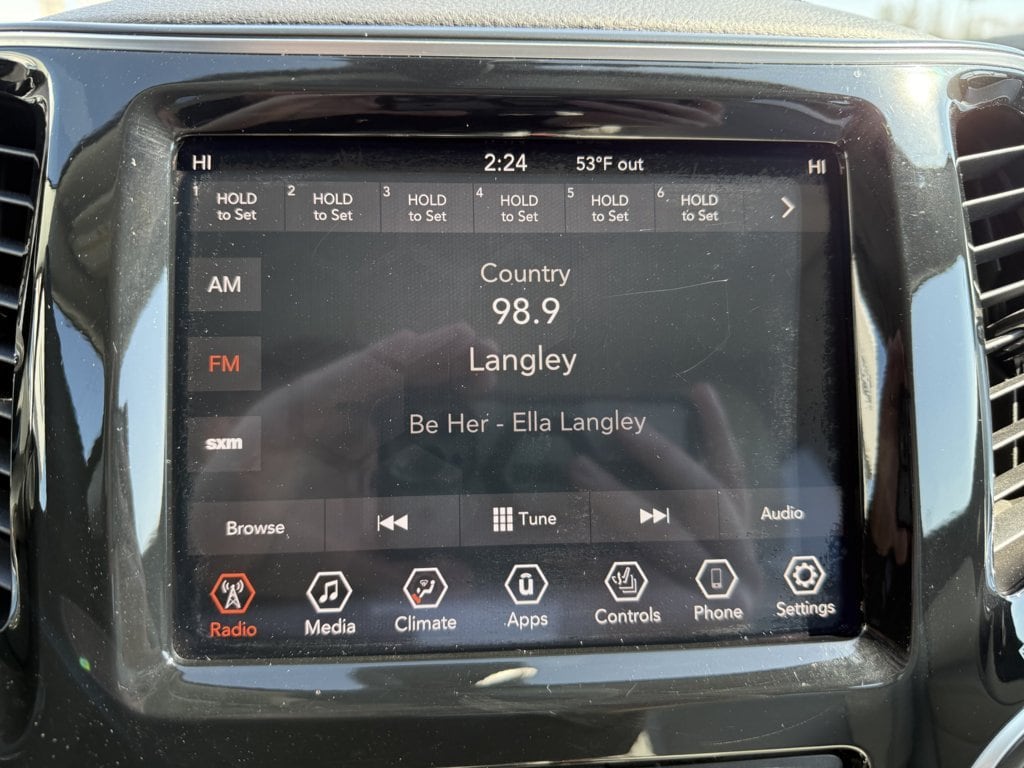 HI 2:24 53°F out HI
1 HOLD to Set 2 HOLD to Set 3 HOLD to Set 4 HOLD to Set 5 HOLD to Set 6 HOLD to Set
AM
Country
98.9
FM
Langley
Be Her - Ella Langley
sxm
Browse Tune Audio
Radio Media Climate Apps Controls Phone Settings